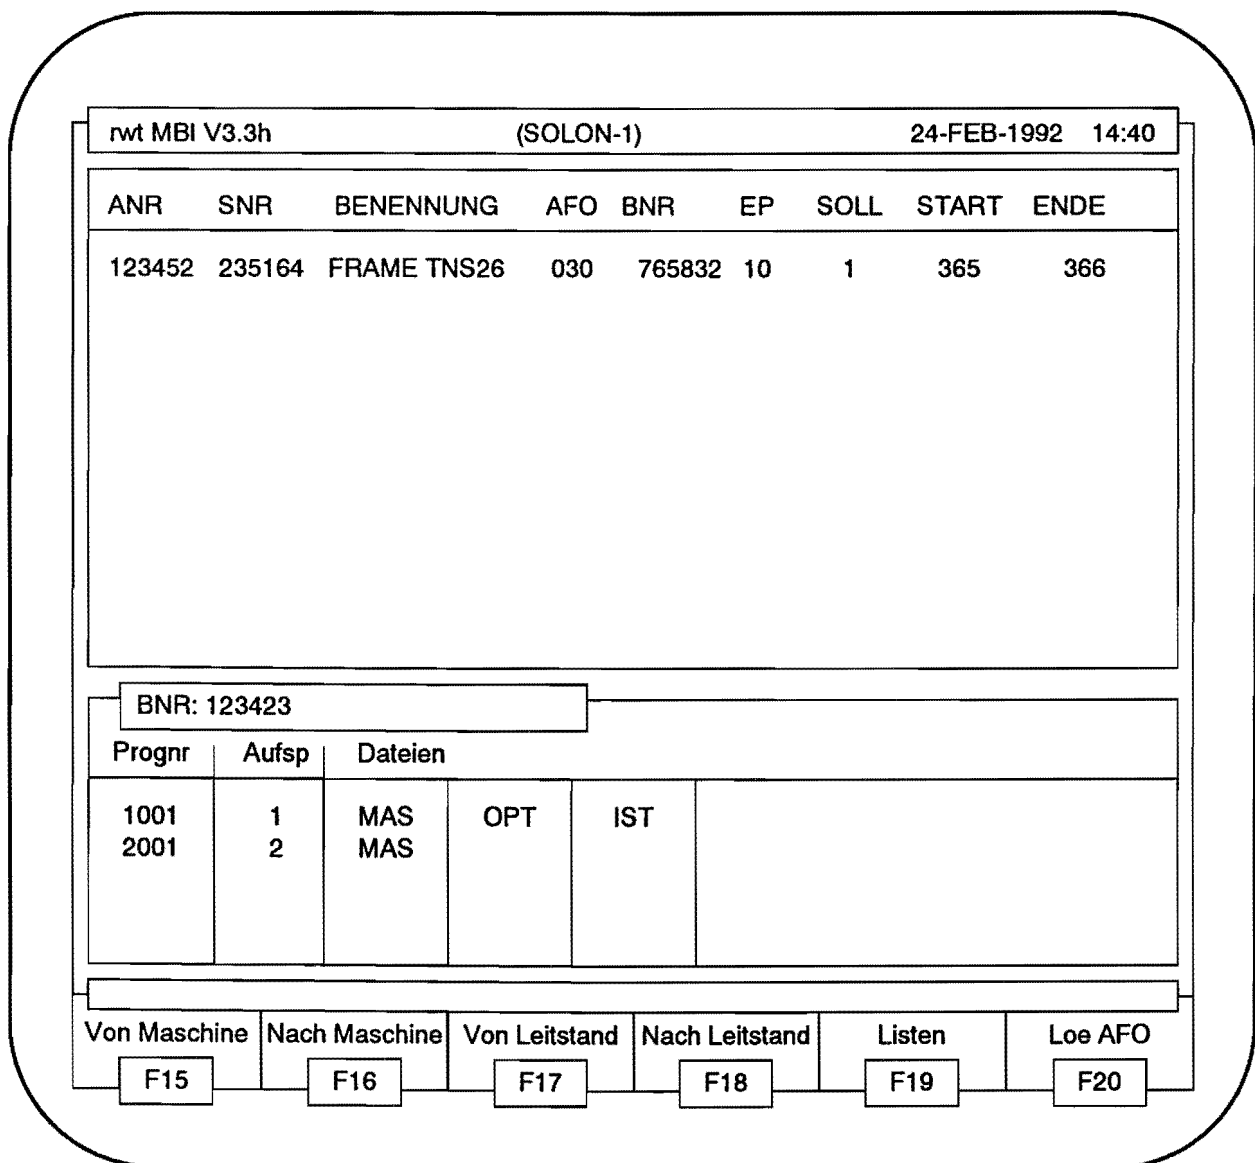 rwt MBI V3.3h (SOLON-1) 24-FEB-1992 14:40
ANR SNR BENENNUNG AFO BNR EP SOLL START ENDE
123452 235164 FRAME TNS26 030 765832 10 1 365 366
BNR: 123423
Prognr Aufsp Dateien
1001 1 MAS OPT IST
2001 2 MAS
Von Maschine Nach Maschine Von Leitstand Nach Leitstand Listen Loe AFO
F15 F16 F17 F18 F19 F20